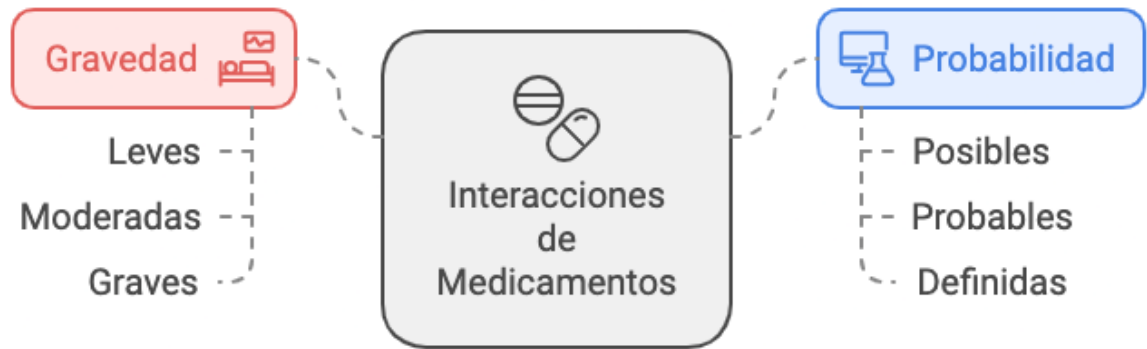 Gravedad
Leves
Moderadas
Graves
Interacciones
de
Medicamentos
Probabilidad
Posibles
Probables
Definidas